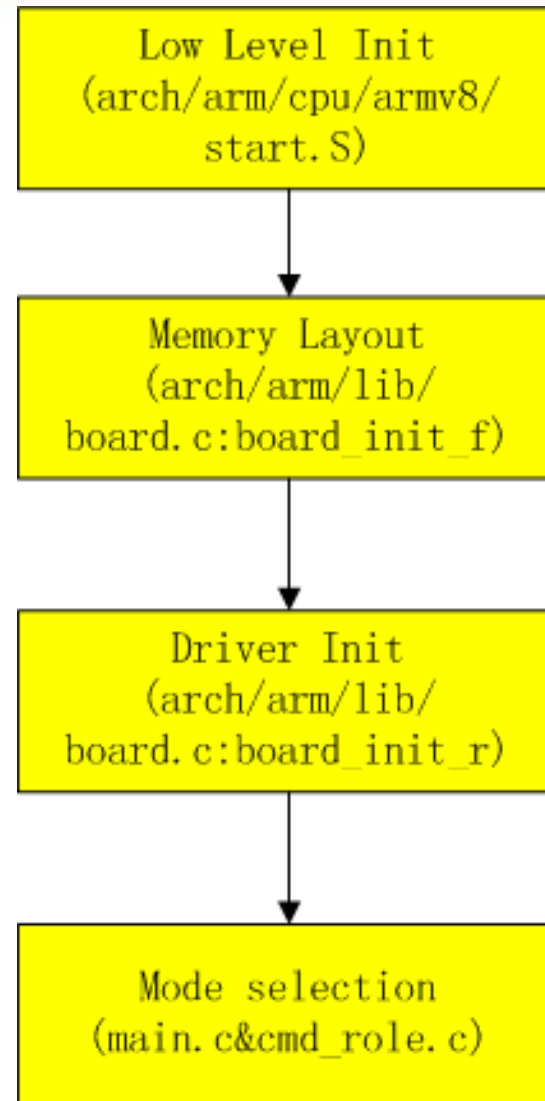 Low Level Init
(arch/arm/cpu/armv8/
start.S)
Memory Layout
(arch/arm/lib/
board.c:board_init_f)
Driver Init
(arch/arm/lib/
board.c:board_init_r)
Mode selection
(main.c&cmd_role.c)